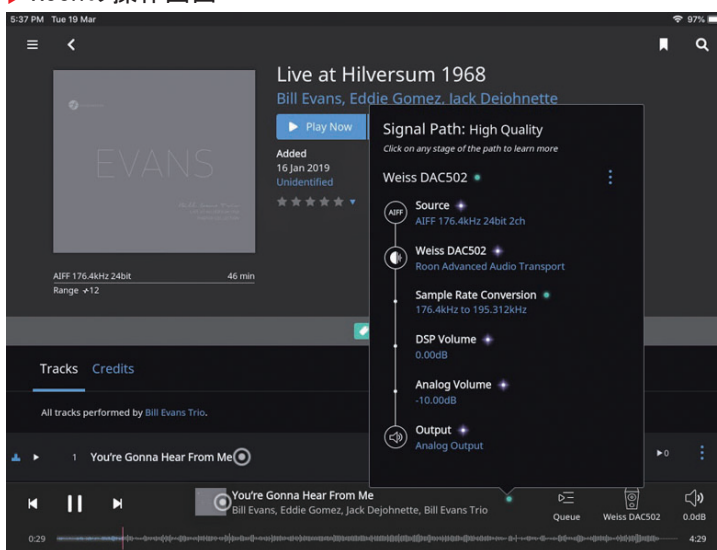 Roonの操作画面
5:37 PM Tue 19 Mar
97%
Live at Hilversum 1968
Bill Evans, Eddie Gomez, Jack Dejohnette
Play Now
Added
16 Jan 2019
Unidentified
EVANS
AIFF 176.4kHz 24bit 46 min
Range 12
Signal Path: High Quality
Click on any stage of the path to learn more
Weiss DAC502
AIFF
Source
AIFF 176.4kHz 24bit 2ch
Weiss DAC502
Roon Advanced Audio Transport
Sample Rate Conversion
176.4kHz to 195.312kHz
DSP Volume
0.00dB
Analog Volume
-10.00dB
Output
Analog Output
Tracks Credits
All tracks performed by Bill Evans Trio.
1 You're Gonna Hear From Me
0
You're Gonna Hear From Me
Bill Evans, Eddie Gomez, Jack Dejohnette, Bill Evans Trio
Queue Weiss DAC502 0.0dB
0:29 4:29